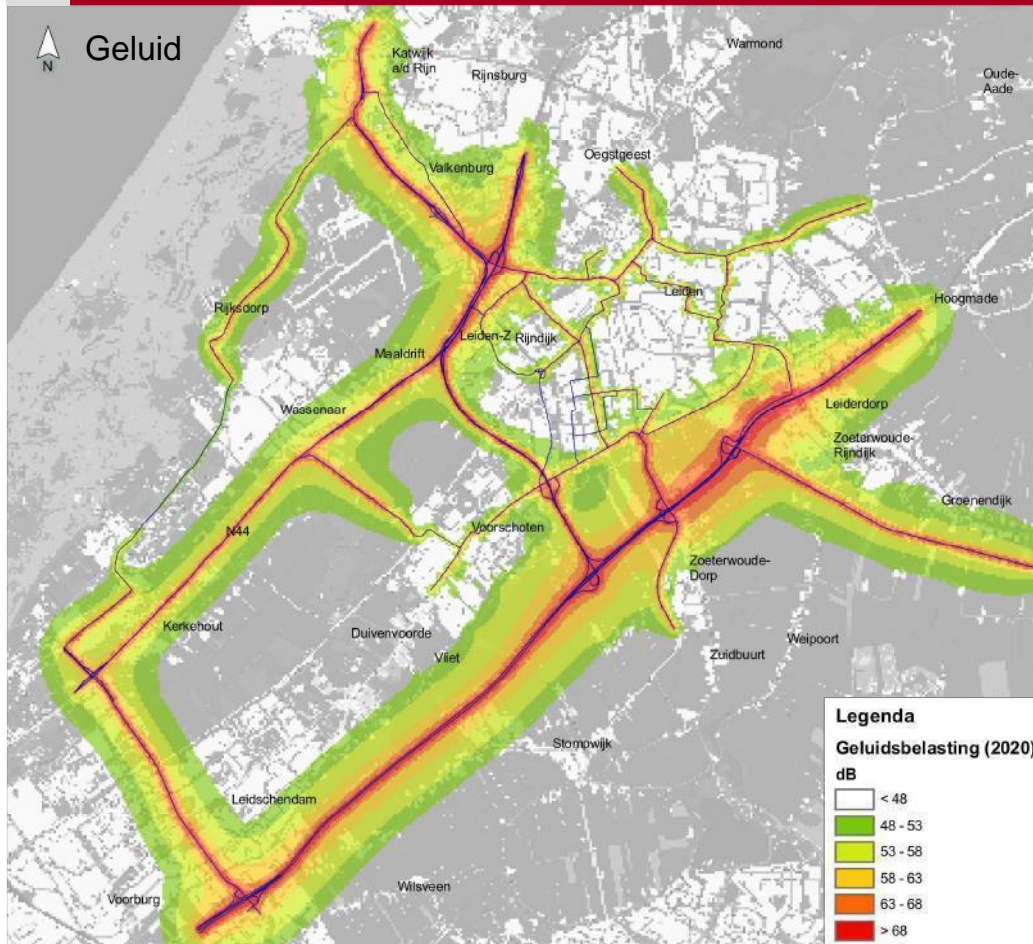 Geluid
N
Katwijk
a/d Rijn
Rijnsburg
Warmond
Oude-
Aade
Valkenburg
Oegstgeest
Rijksdorp
Leiden
Hoogmade
Maaldrift
Leiden-Z
Rijndijk
Wassenaar
Leiderdorp
Zoeterwoude-
Rijndijk
Groenendijk
N44
Voorschoten
Zoeterwoude-
Dorp
Kerkehout
Duivenvoorde
Vliet
Weipoort
Zuidbuurt
Stompwijk
Leidschendam
Wilsveen
Voorburg
Legenda
Geluidsbelasting (2020)
dB
< 48
48 - 53
53 - 58
58 - 63
63 - 68
> 68